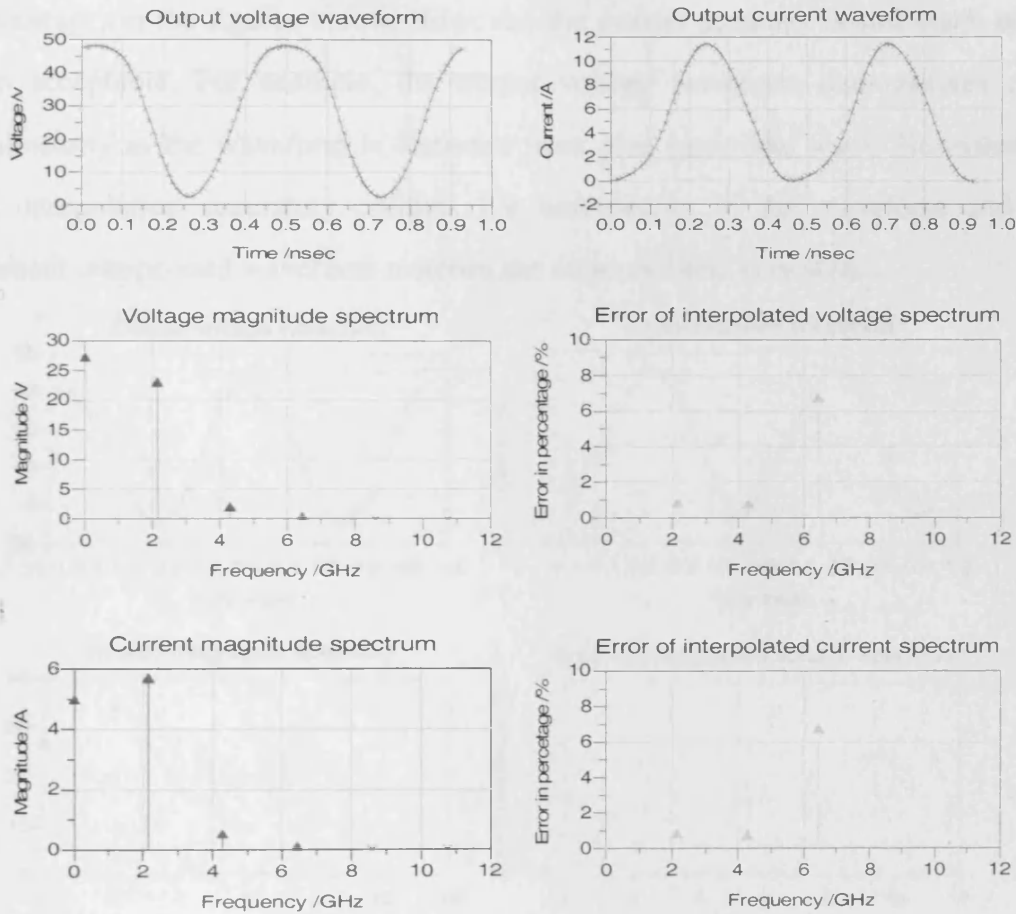 Output voltage waveform
Voltage /V
50
40
30
20
10
0
0.0 0.1 0.2 0.3 0.4 0.5 0.6 0.7 0.8 0.9 1.0
Time /nsec
Output current waveform
Current /A
12
10
8
6
4
2
0
-2
0.0 0.1 0.2 0.3 0.4 0.5 0.6 0.7 0.8 0.9 1.0
Time /nsec
Voltage magnitude spectrum
Magnitude /V
30
25
20
15
10
5
0
0 2 4 6 8 10 12
Frequency /GHz
Error of interpolated voltage spectrum
Error in percentage /%
10
8
6
4
2
0
0 2 4 6 8 10 12
Frequency /GHz
Current magnitude spectrum
Magnitude /A
6
4
2
0
0 2 4 6 8 10 12
Frequency /GHz
Error of interpolated current spectrum
Error in percetage /%
10
8
6
4
2
0
0 2 4 6 8 10 12
Frequency /GHz